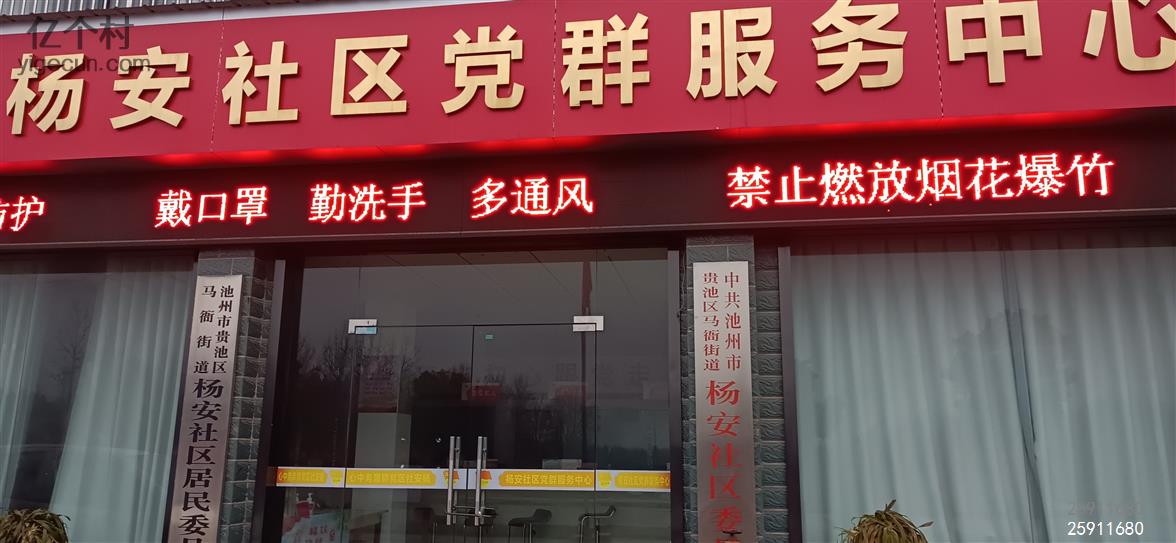 亿个村
yigecun.com
杨安社区党群服务中心
防护 戴口罩 勤洗手 多通风 禁止燃放烟花爆竹
池州市贵池区
马衙街道
杨安社区居民委员
中共池州市
贵池区马衙街道
杨安社区委
杨安社区党群服务中心
25911680